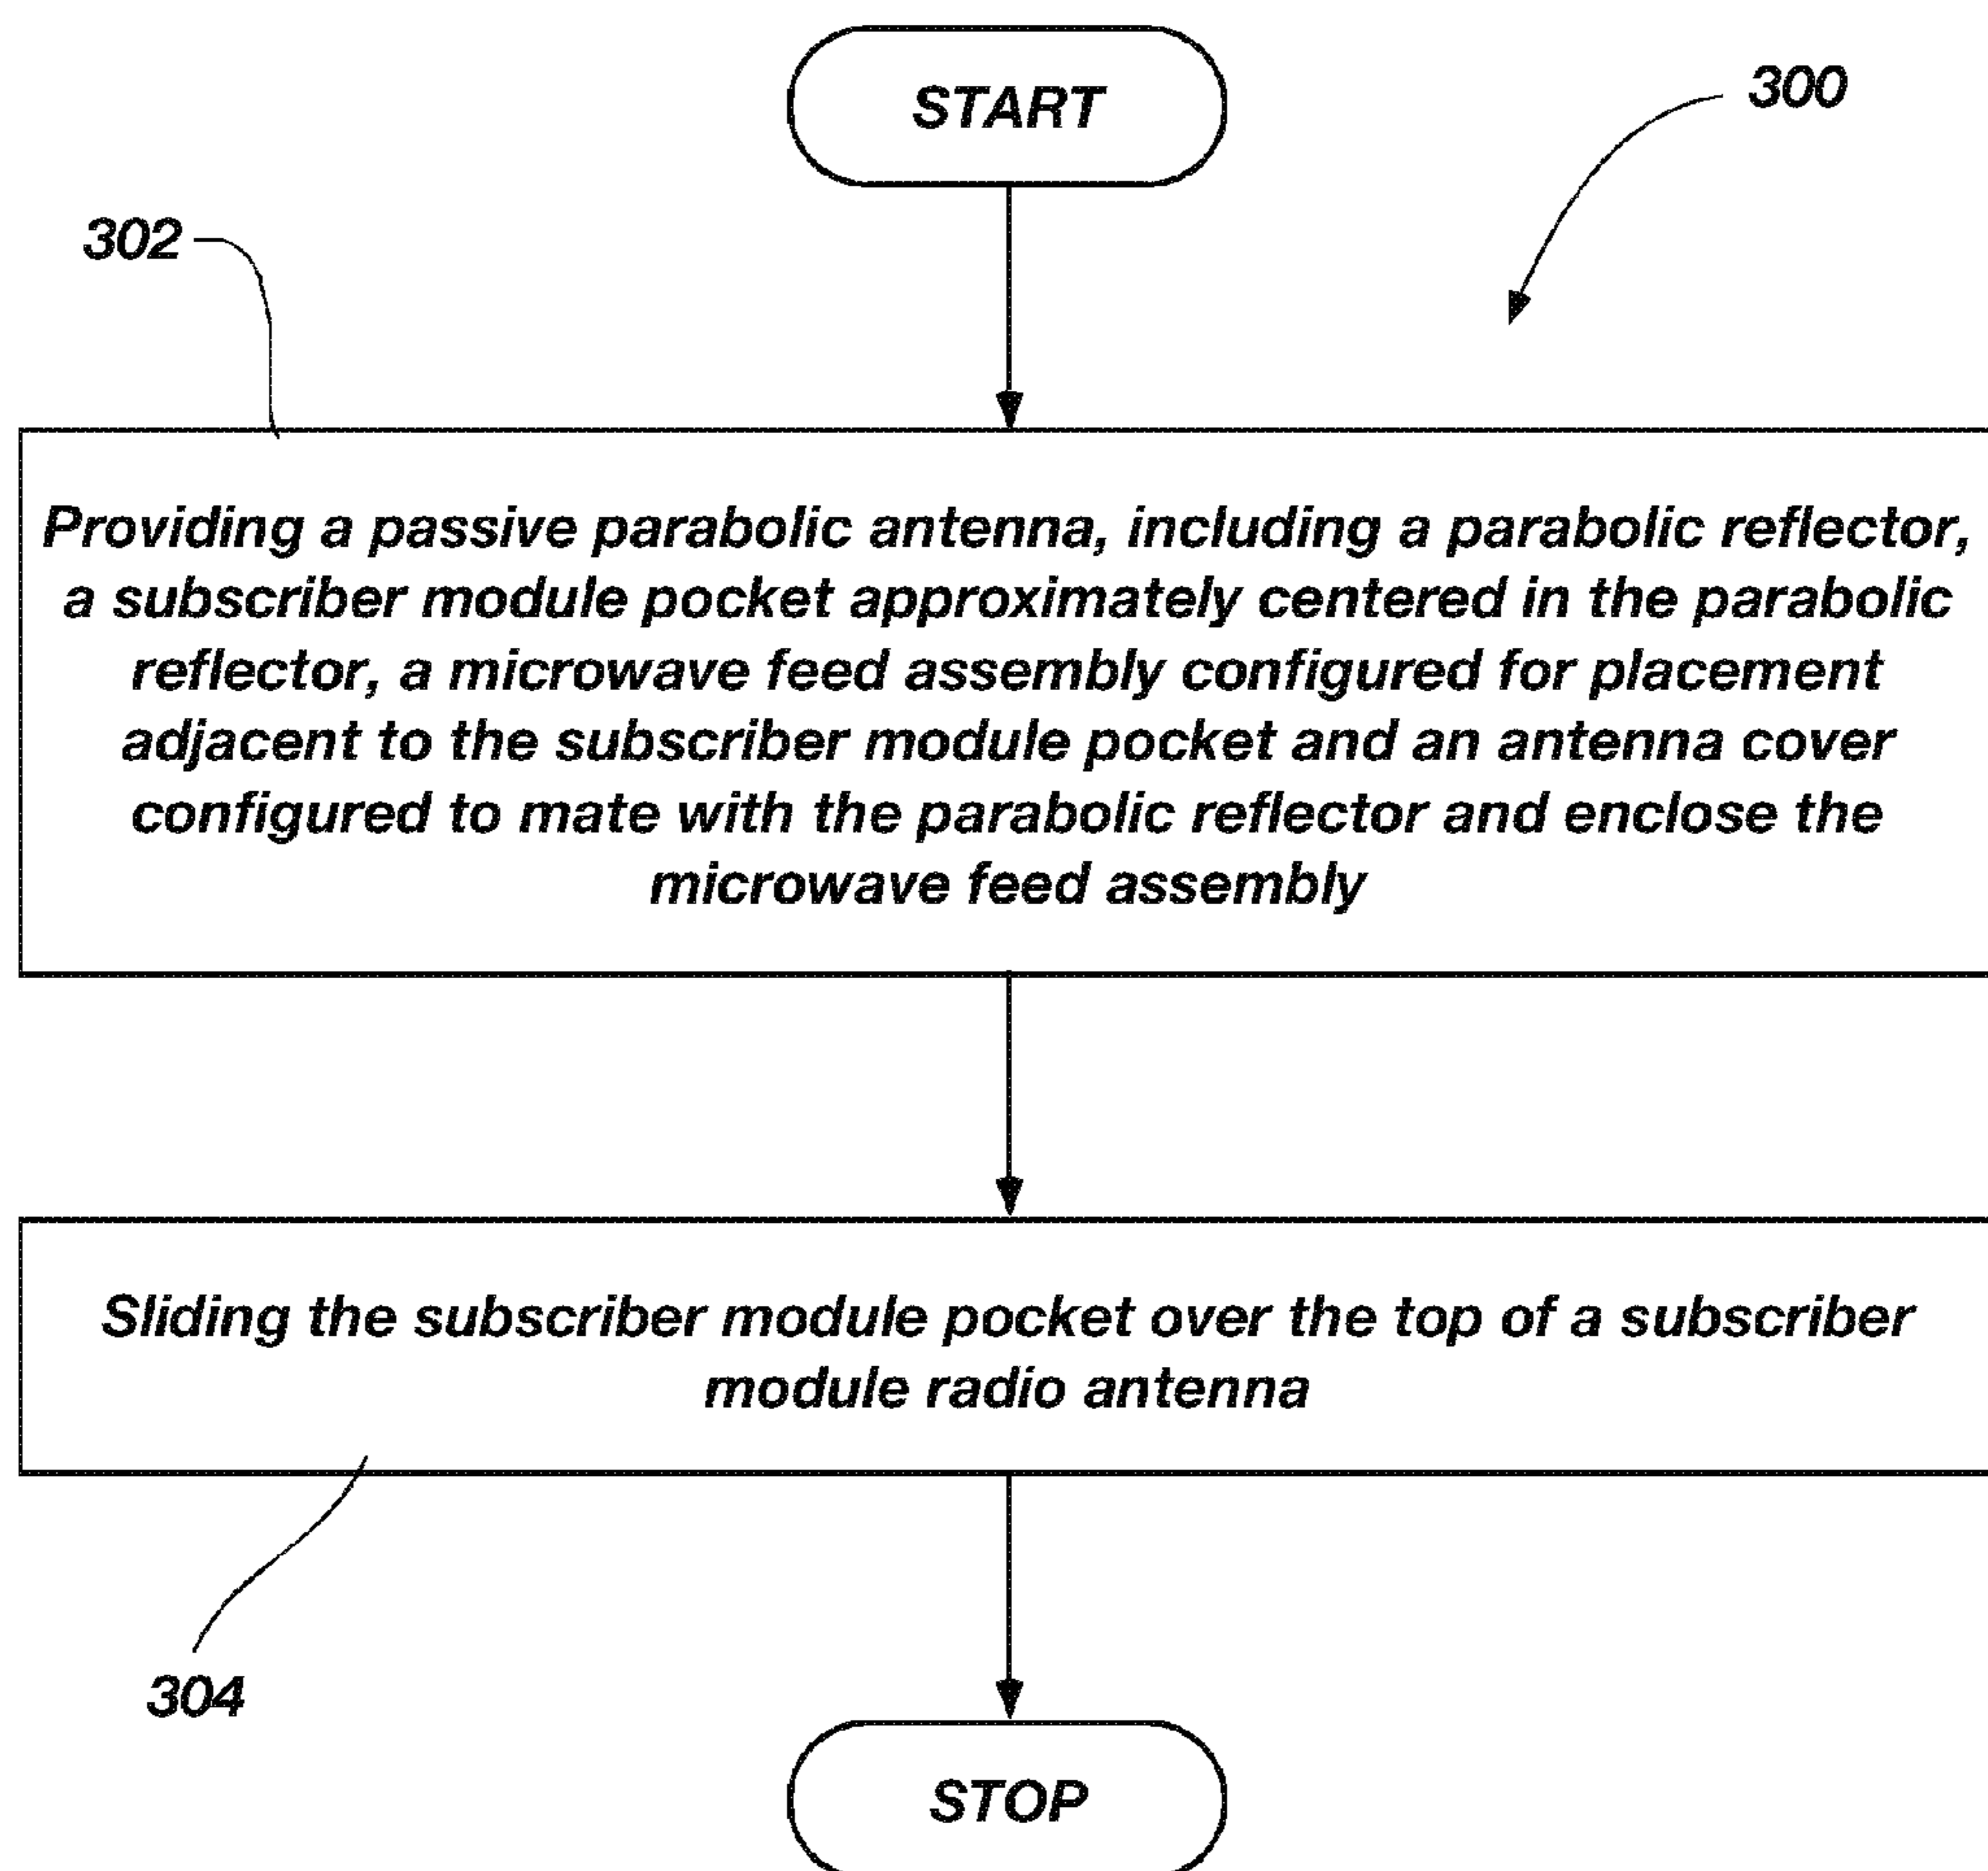 START
300
302
Providing a passive parabolic antenna, including a parabolic reflector,
a subscriber module pocket approximately centered in the parabolic
reflector, a microwave feed assembly configured for placement
adjacent to the subscriber module pocket and an antenna cover
configured to mate with the parabolic reflector and enclose the
microwave feed assembly
Sliding the subscriber module pocket over the top of a subscriber
module radio antenna
304
STOP